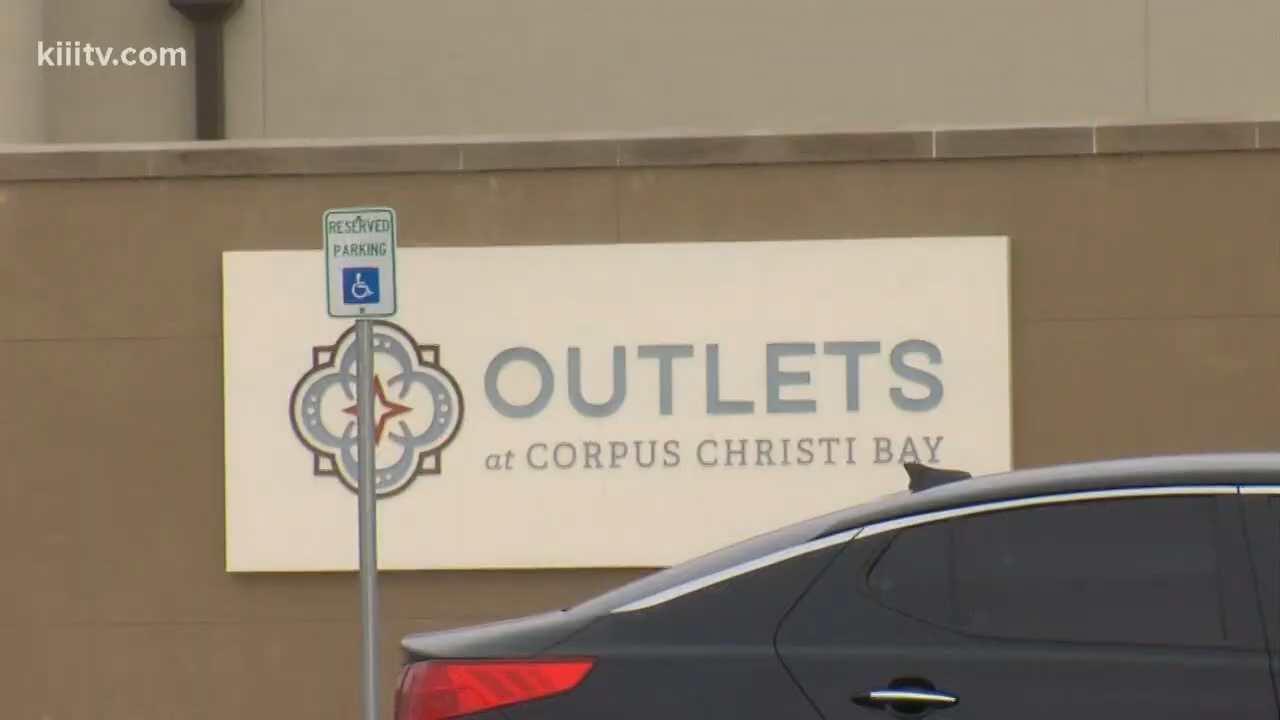 kiiitv.com
RESERVED
PARKING
OUTLETS
at CORPUS CHRISTI BAY